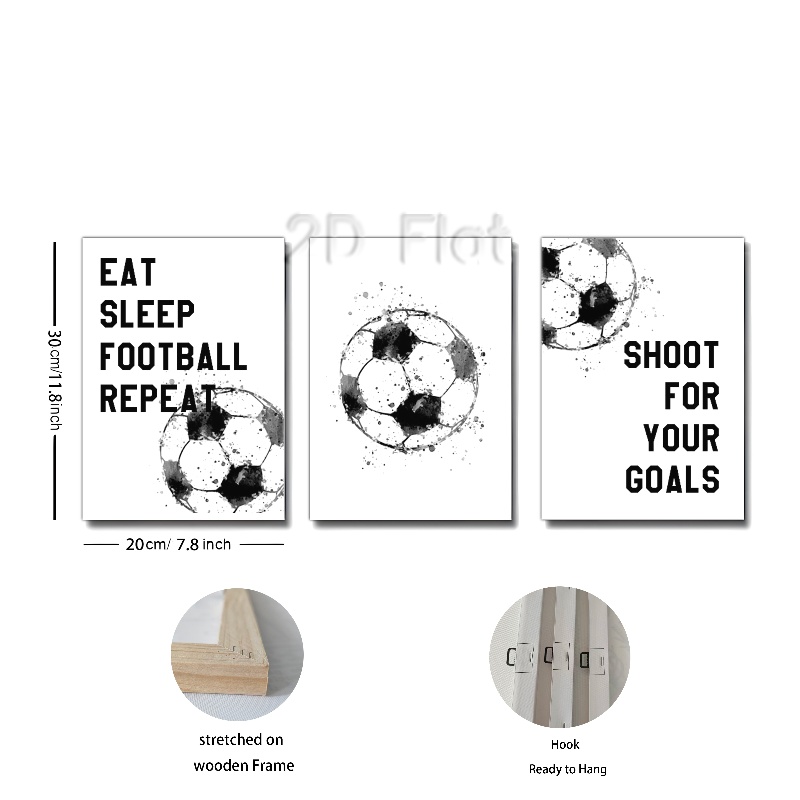 2D Flat
EAT
SLEEP
FOOTBALL
REPEAT
SHOOT
FOR
YOUR
GOALS
30cm/11.8inch
20cm/ 7.8 inch
stretched on
wooden Frame
Hook
Ready to Hang